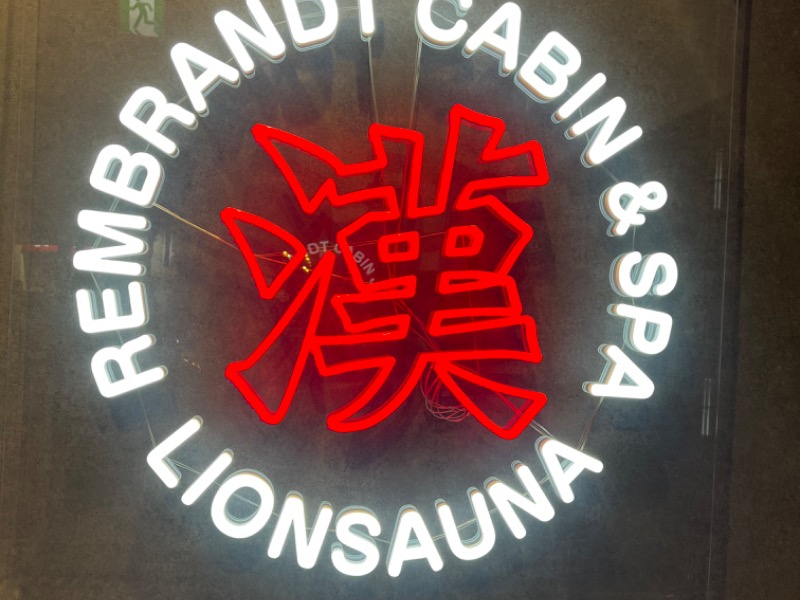 REMBRANDT CABIN & SPA
漢
LIONSAUNA